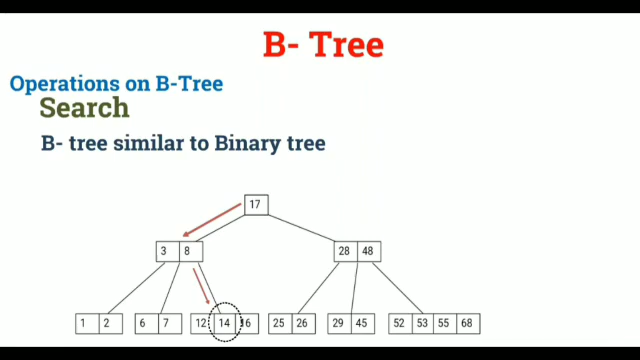 B- Tree
Operations on B-Tree
Search
B- tree similar to Binary tree
17
3 8 28 48
1 2 6 7 12 14 16 25 26 29 45 52 53 55 68